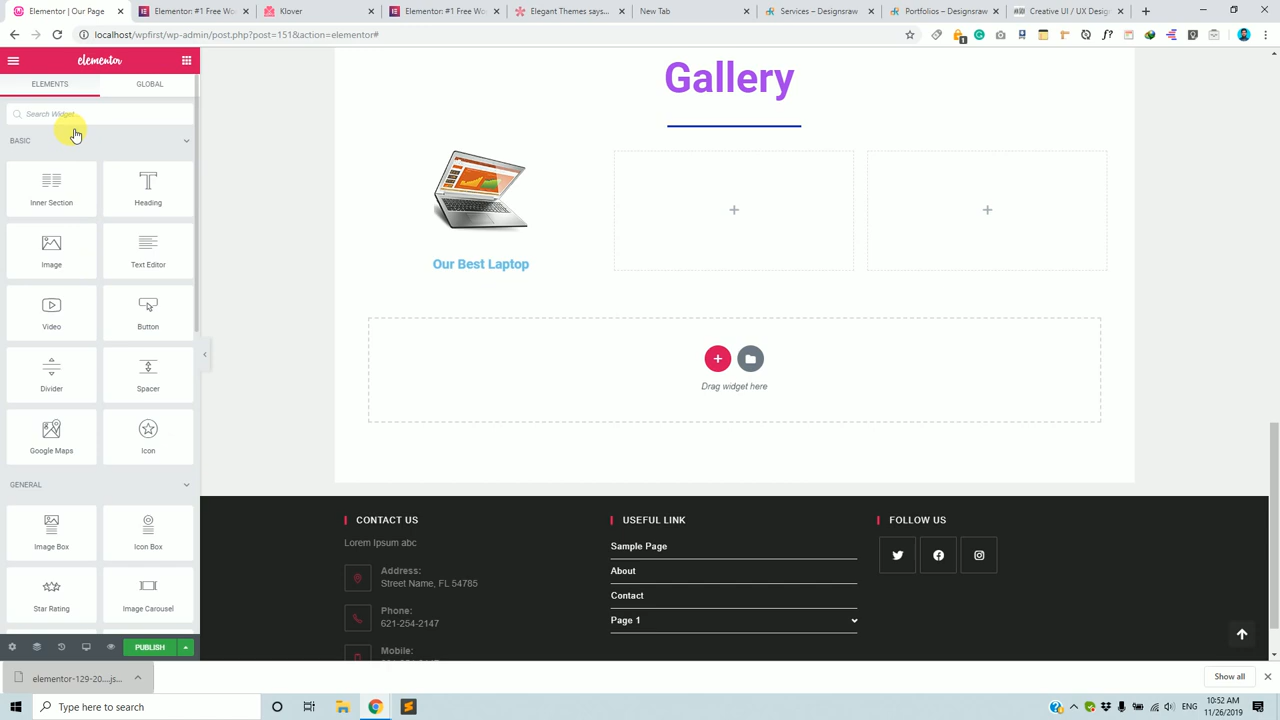 Elementor | Our Page
Elementor: #1 Free Wo
Klover
Elementor: #1 Free Wo
Elegant Themes says...
New Tab
Services – Designsraw
Portfolios – Designsraw
Creative UI / UX Design
localhost/wpfirst/wp-admin/post.php?post=151&action=elementor#
elementor
ELEMENTS
GLOBAL
Search Widget...
BASIC
Inner Section
Heading
Image
Text Editor
Video
Button
Divider
Spacer
Google Maps
Icon
GENERAL
Image Box
Icon Box
Star Rating
Image Carousel
PUBLISH
Gallery
Our Best Laptop
Drag widget here
CONTACT US
Lorem Ipsum abc
Address:
Street Name, FL 54785
Phone:
621-254-2147
Mobile:
USEFUL LINK
Sample Page
About
Contact
Page 1
FOLLOW US
elementor-129-20....js...
Show all
Type here to search
ENG
10:52 AM
11/26/2019